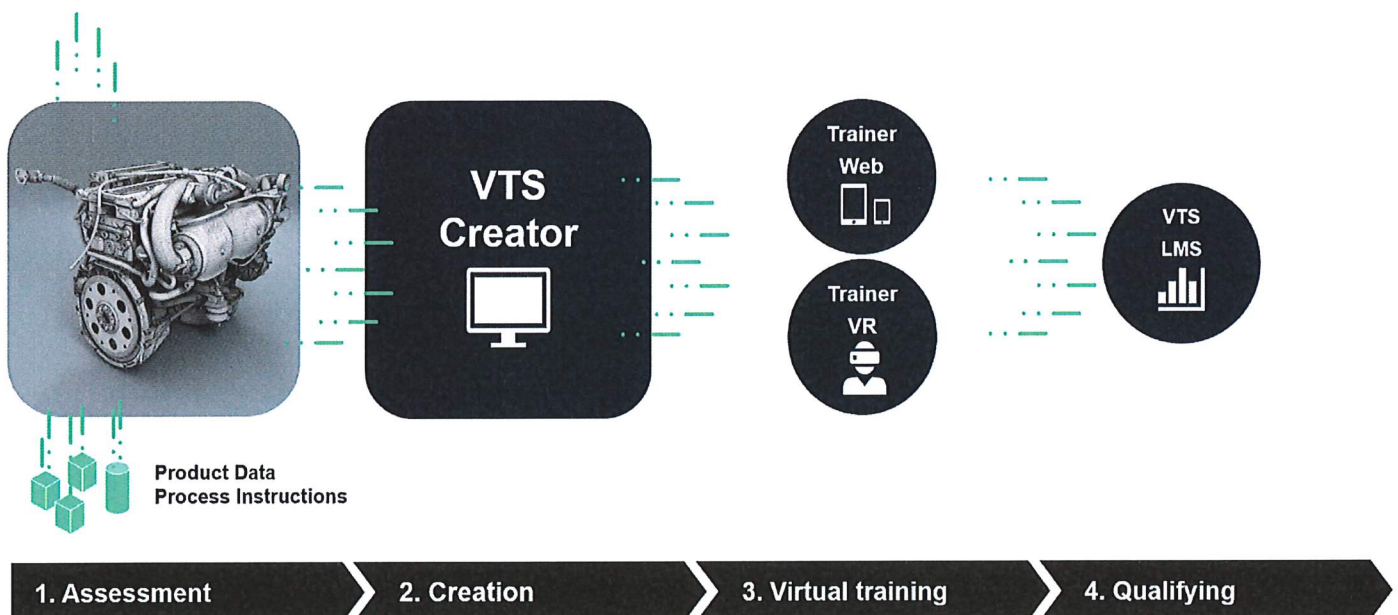 VTS
Creator
Trainer
Web
Trainer
VR
VTS
LMS
Product Data
Process Instructions
1. Assessment
2. Creation
3. Virtual training
4. Qualifying